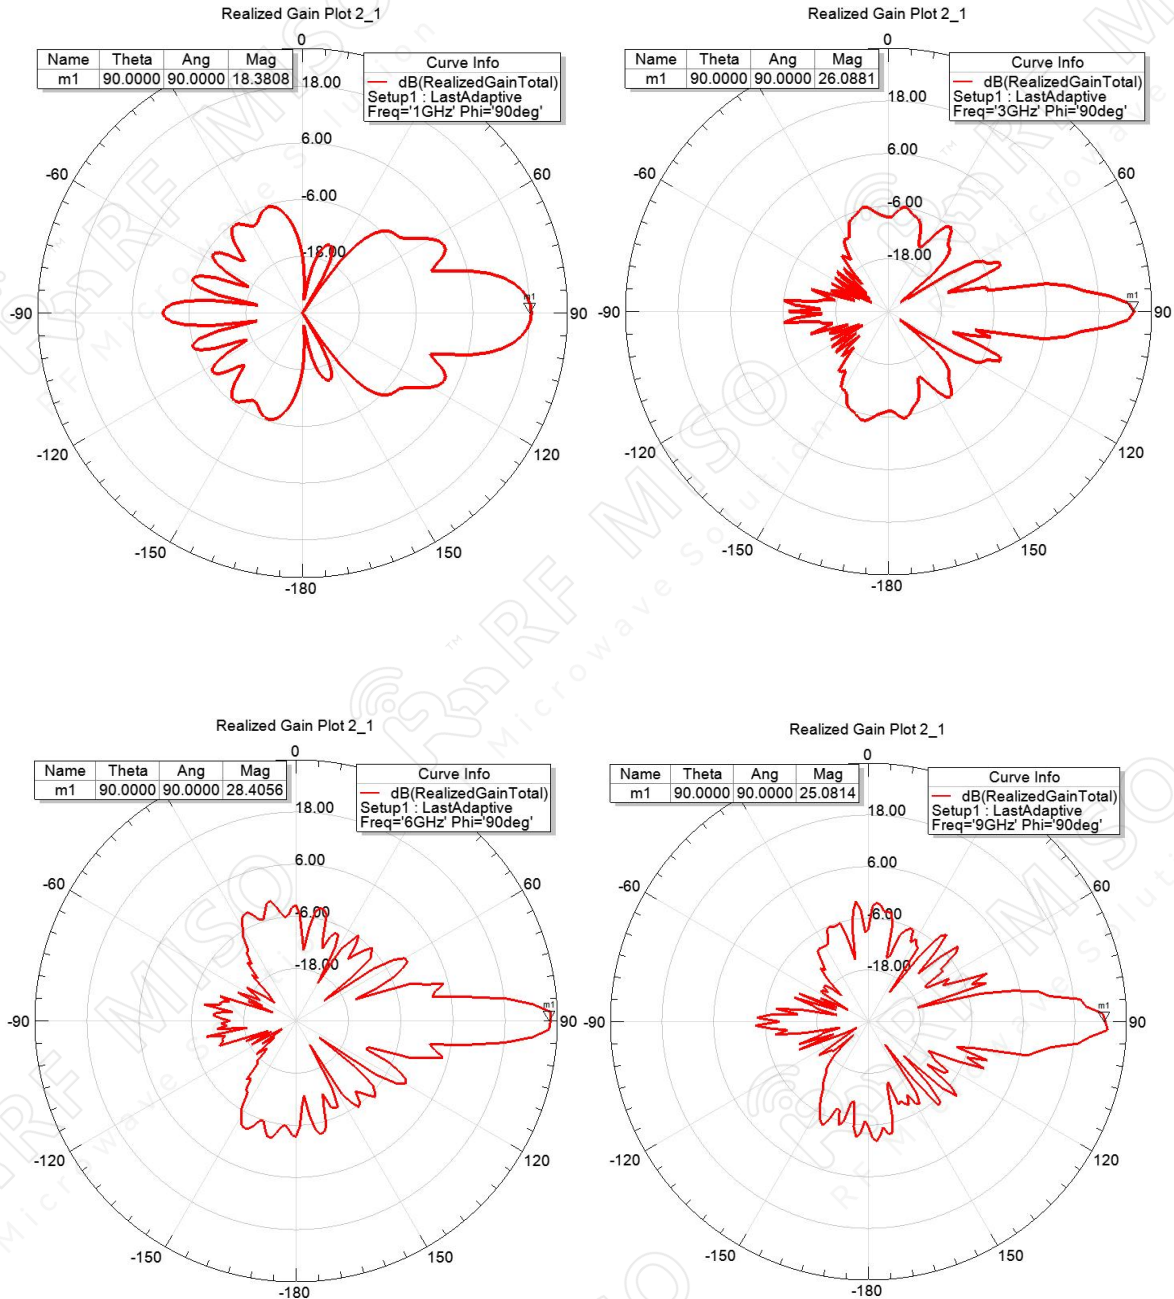 Realized Gain Plot 2_1
Name Theta Ang Mag
m1 90.0000 90.0000 18.3808
Curve Info
dB(RealizedGainTotal)
Setup1 : LastAdaptive
Freq='1GHz' Phi='90deg'
0
18.00
6.00
-6.00
-18.00
-60
60
-90
m1
90
-120
120
-150
150
-180
Realized Gain Plot 2_1
Name Theta Ang Mag
m1 90.0000 90.0000 26.0881
Curve Info
dB(RealizedGainTotal)
Setup1 : LastAdaptive
Freq='3GHz' Phi='90deg'
0
18.00
6.00
-6.00
-18.00
-60
60
-90
m1
90
-120
120
-150
150
-180
Realized Gain Plot 2_1
Name Theta Ang Mag
m1 90.0000 90.0000 28.4056
Curve Info
dB(RealizedGainTotal)
Setup1 : LastAdaptive
Freq='6GHz' Phi='90deg'
0
18.00
6.00
-6.00
-18.00
-60
60
-90
m1
90
-120
120
-150
150
-180
Realized Gain Plot 2_1
Name Theta Ang Mag
m1 90.0000 90.0000 25.0814
Curve Info
dB(RealizedGainTotal)
Setup1 : LastAdaptive
Freq='9GHz' Phi='90deg'
0
18.00
6.00
-6.00
-18.00
-60
60
-90
m1
90
-120
120
-150
150
-180
RF MISO
RF Microwave Solution